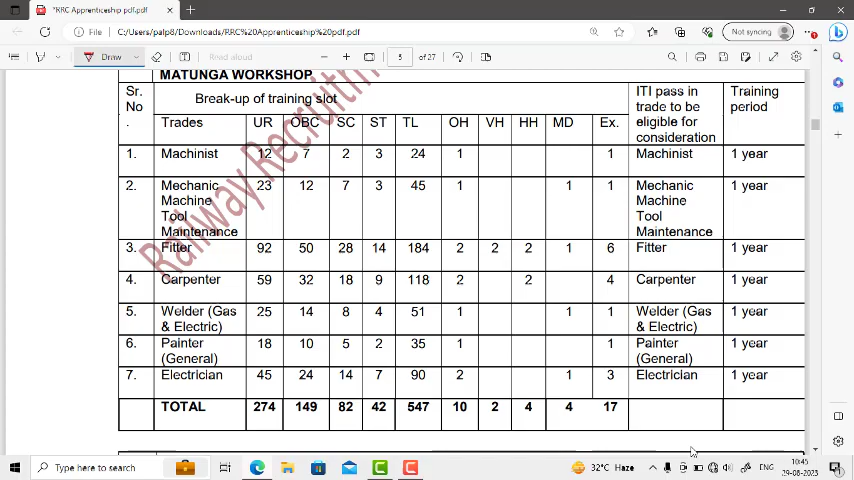 RRC Apprenticeship pdf.pdf
File
C:/Users/palp8/Downloads/RRC%20Apprenticeship%20pdf.pdf
Not syncing
Draw
Read aloud
5 of 27
MATUNGA WORKSHOP
Sr. No . Break-up of training slot ITI pass in trade to be eligible for consideration Training period
Trades UR OBC SC ST TL OH VH HH MD Ex.
1. Machinist 12 7 2 3 24 1 1 Machinist 1 year
2. Mechanic Machine Tool Maintenance 23 12 7 3 45 1 1 1 Mechanic Machine Tool Maintenance 1 year
3. Fitter 92 50 28 14 184 2 2 2 1 6 Fitter 1 year
4. Carpenter 59 32 18 9 118 2 2 4 Carpenter 1 year
5. Welder (Gas & Electric) 25 14 8 4 51 1 1 1 Welder (Gas & Electric) 1 year
6. Painter (General) 18 10 5 2 35 1 1 Painter (General) 1 year
7. Electrician 45 24 14 7 90 2 1 3 Electrician 1 year
TOTAL 274 149 82 42 547 10 2 4 4 17
Railway Recruitment
Type here to search
32°C Haze
ENG
10:45
29-08-2023